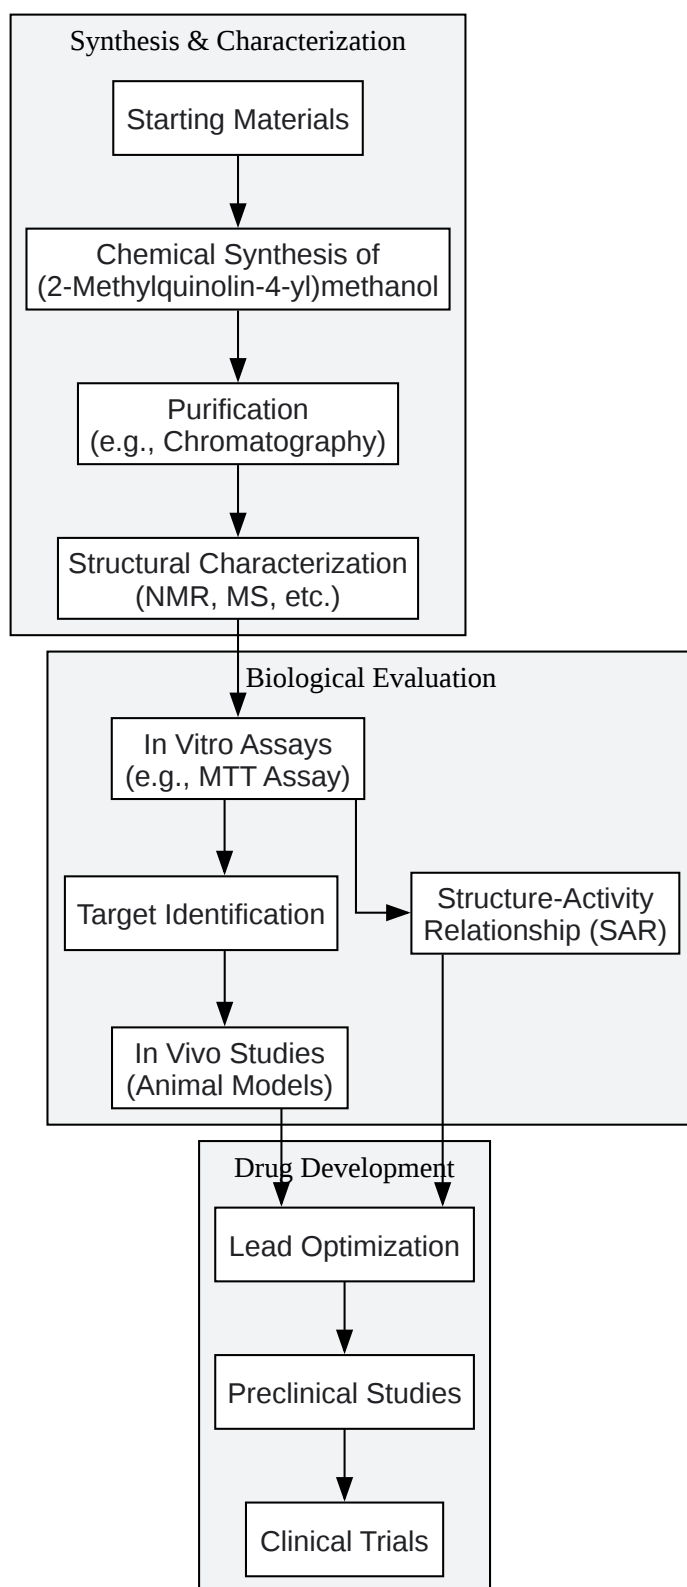 Synthesis & Characterization
Starting Materials
Chemical Synthesis of
(2-Methylquinolin-4-yl)methanol
Purification
(e.g., Chromatography)
Structural Characterization
(NMR, MS, etc.)
Biological Evaluation
In Vitro Assays
(e.g., MTT Assay)
Target Identification
Structure-Activity
Relationship (SAR)
In Vivo Studies
(Animal Models)
Drug Development
Lead Optimization
Preclinical Studies
Clinical Trials